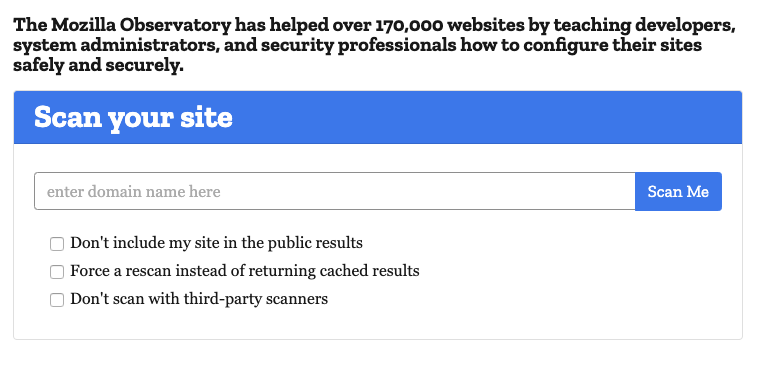 The Mozilla Observatory has helped over 170,000 websites by teaching developers,
system administrators, and security professionals how to configure their sites
safely and securely.
Scan your site
enter domain name here
Scan Me
Don't include my site in the public results
Force a rescan instead of returning cached results
Don't scan with third-party scanners